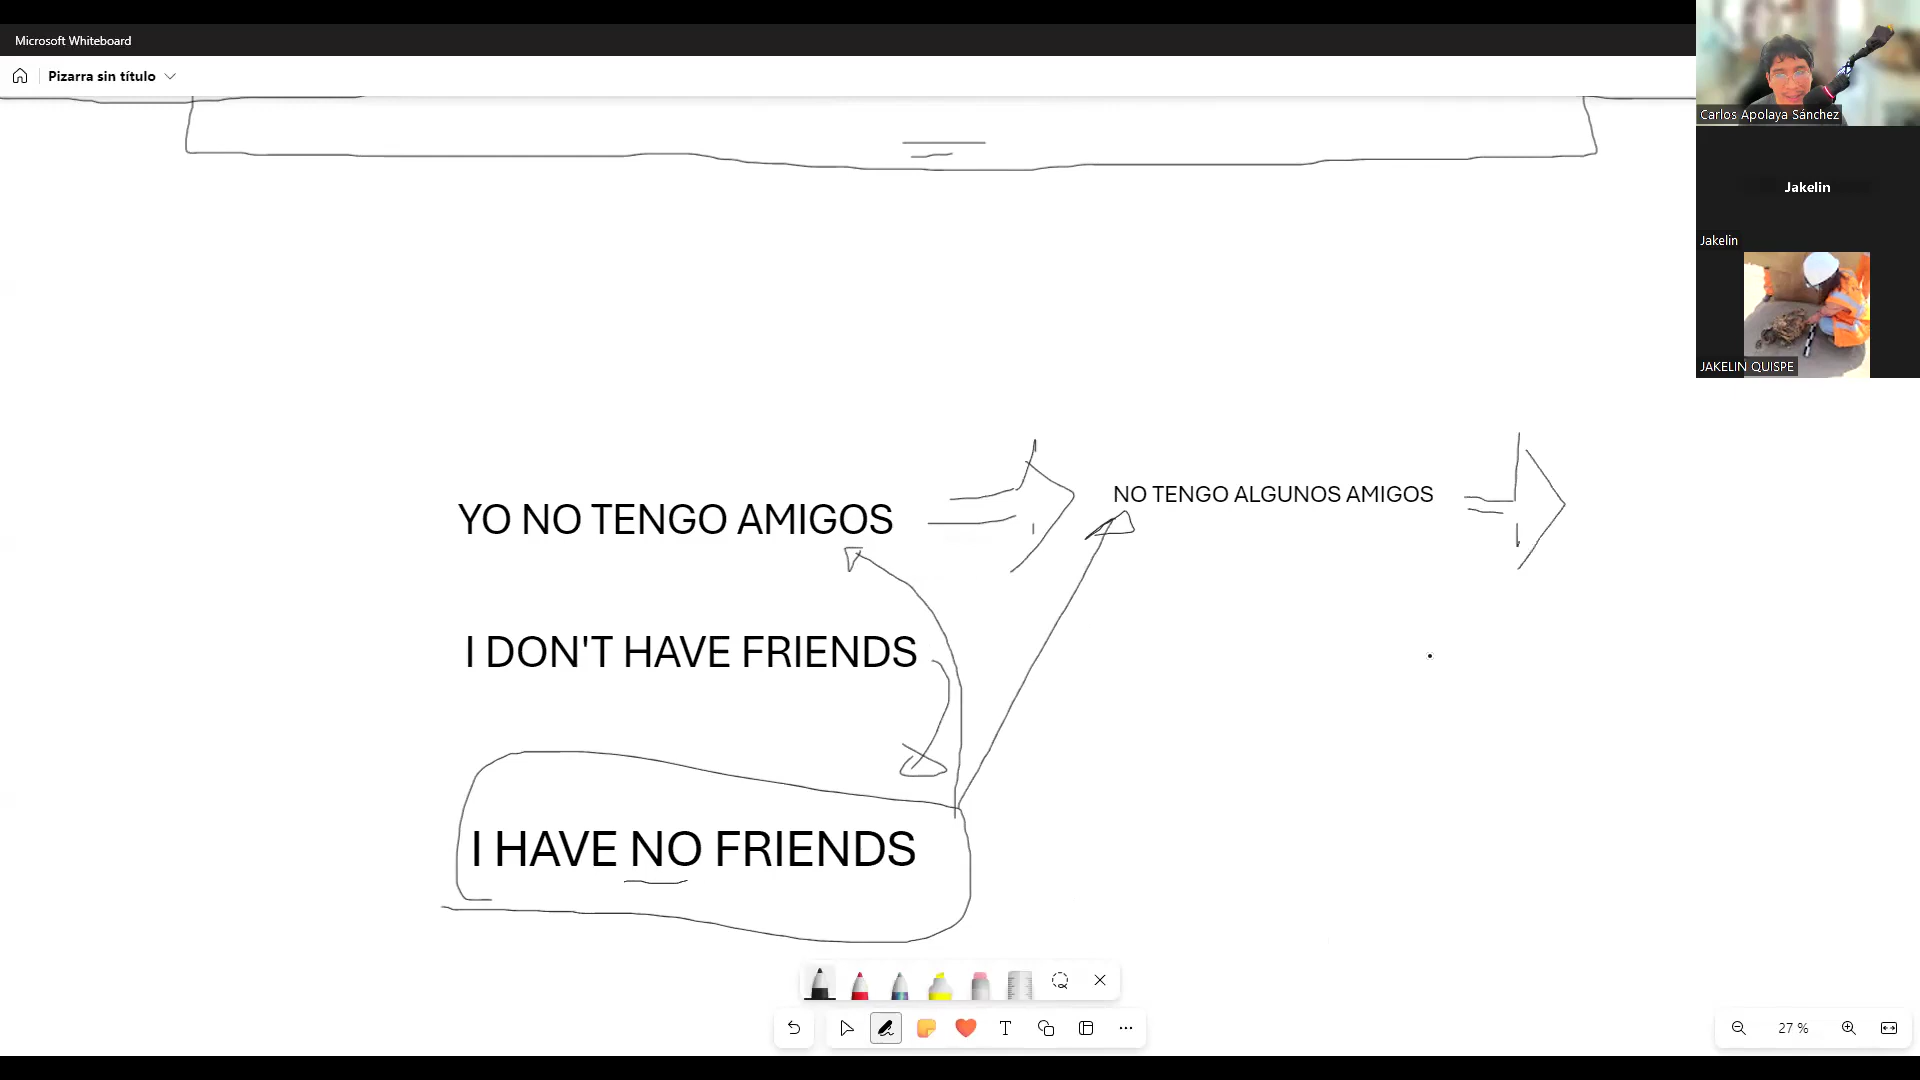 Microsoft Whiteboard
Pizarra sin título
Carlos Apolaya Sánchez
Jakelin
Jakelin
JAKELIN QUISPE
YO NO TENGO AMIGOS
NO TENGO ALGUNOS AMIGOS
I DON'T HAVE FRIENDS
I HAVE NO FRIENDS
27 %